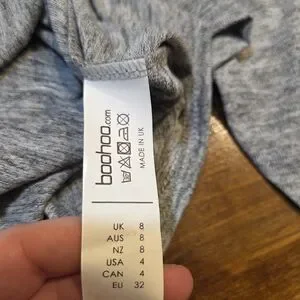 boohoo.com
MADE IN UK
UK 8
AUS 8
NZ 8
USA 4
CAN 4
EU 32